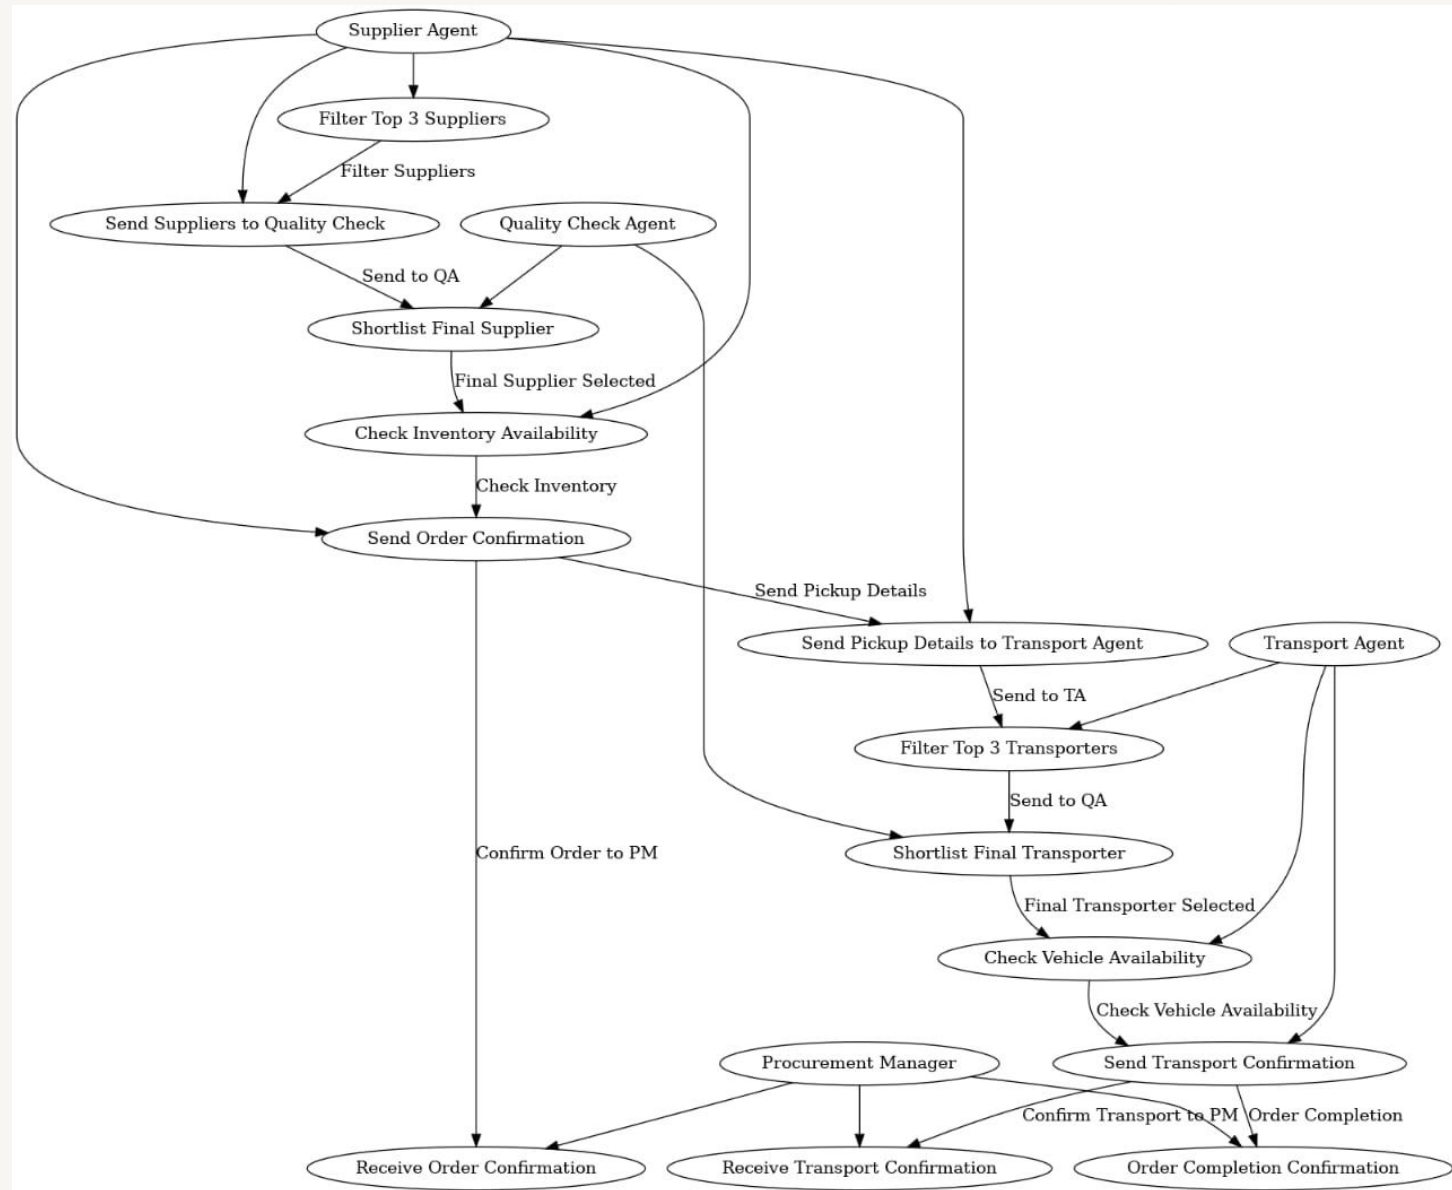 Supplier Agent
Filter Top 3 Suppliers
Filter Suppliers
Send Suppliers to Quality Check
Quality Check Agent
Send to QA
Shortlist Final Supplier
Final Supplier Selected
Check Inventory Availability
Check Inventory
Send Order Confirmation
Send Pickup Details
Send Pickup Details to Transport Agent
Transport Agent
Send to TA
Filter Top 3 Transporters
Send to QA
Confirm Order to PM
Shortlist Final Transporter
Final Transporter Selected
Check Vehicle Availability
Check Vehicle Availability
Procurement Manager
Send Transport Confirmation
Confirm Transport to PM
Order Completion
Receive Order Confirmation
Receive Transport Confirmation
Order Completion Confirmation